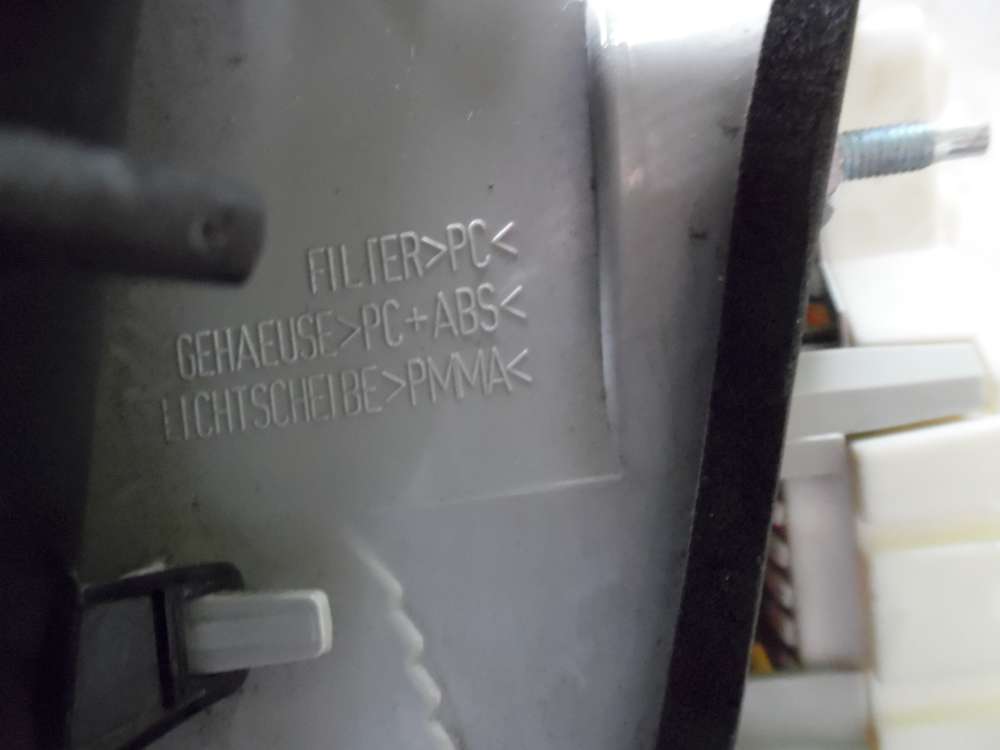 FILTER>PC<
GEHAEUSE>PC+ABS<
LICHTSCHEIBE>PMMA<